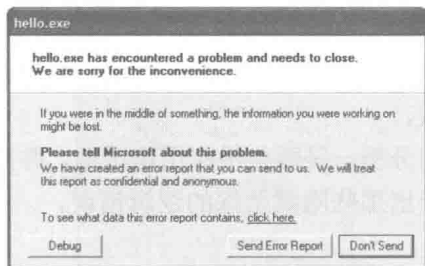 hello.exe
hello.exe has encountered a problem and needs to close.
We are sorry for the inconvenience.
If you were in the middle of something, the information you were working on
might be lost.
Please tell Microsoft about this problem.
We have created an error report that you can send to us. We will treat
this report as confidential and anonymous.
To see what data this error report contains, click here.
Debug
Send Error Report
Don't Send